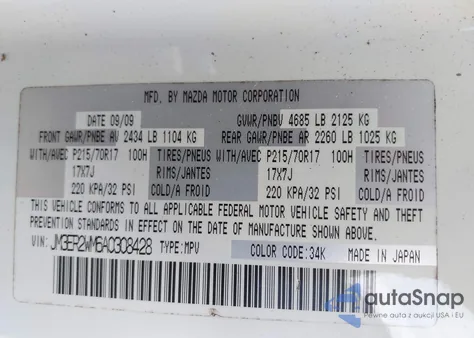 MFD. BY MAZDA MOTOR CORPORATION
DATE 09/09 GVWR/PNBV 4685 LB 2125 KG
FRONT GAWR/PNBE AV 2434 LB 1104 KG REAR GAWR/PNBE AR 2260 LB 1025 KG
WITH/AVEC P215/70R17 100H TIRES/PNEUS WITH/AVEC P215/70R17 100H TIRES/PNEUS
17X7J RIMS/JANTES 17X7J RIMS/JANTES
220 KPA/32 PSI COLD/A FROID 220 KPA/32 PSI COLD/A FROID
THIS VEHICLE CONFORMS TO ALL APPLICABLE FEDERAL MOTOR VEHICLE SAFETY AND THEFT
PREVENTION STANDARDS IN EFFECT ON THE DATE OF MANUFACTURE SHOWN ABOVE.
VIN: JM3ER2WM6A0308428 TYPE: MPV COLOR CODE: 34K MADE IN JAPAN
autaSnap
Pewne auta z aukcji USA i EU